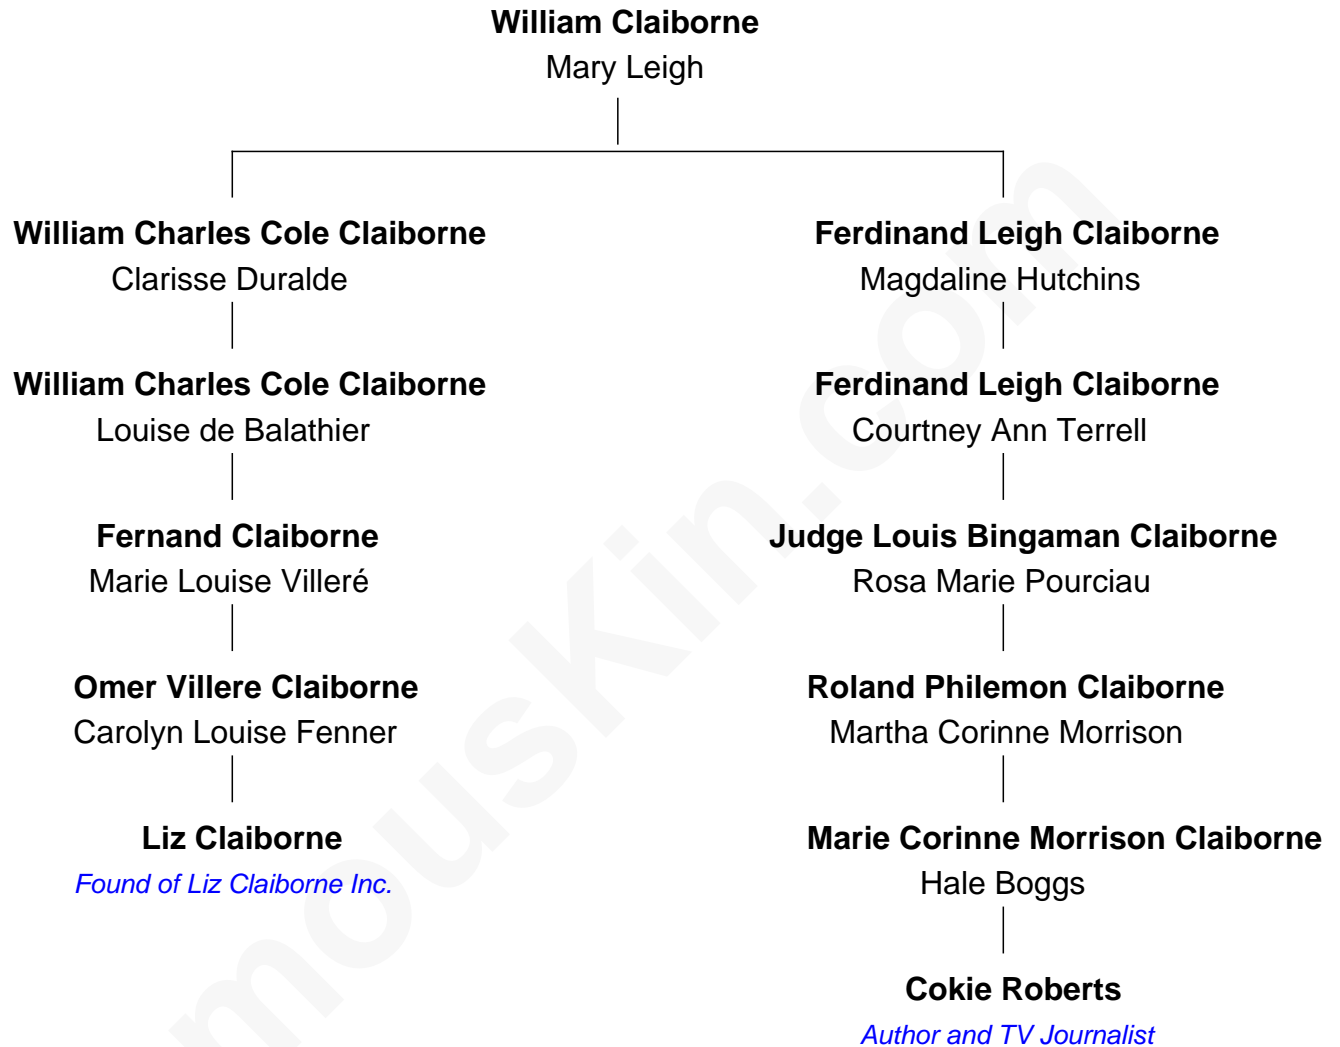 William Claiborne
Mary Leigh
William Charles Cole Claiborne
Clarisse Duralde
Ferdinand Leigh Claiborne
Magdaline Hutchins
William Charles Cole Claiborne
Louise de Balathier
Ferdinand Leigh Claiborne
Courtney Ann Terrell
Fernand Claiborne
Marie Louise Villeré
Judge Louis Bingaman Claiborne
Rosa Marie Pourciau
Omer Villere Claiborne
Carolyn Louise Fenner
Roland Philemon Claiborne
Martha Corinne Morrison
Liz Claiborne
Found of Liz Claiborne Inc.
Marie Corinne Morrison Claiborne
Hale Boggs
Cokie Roberts
Author and TV Journalist
mousKin.com